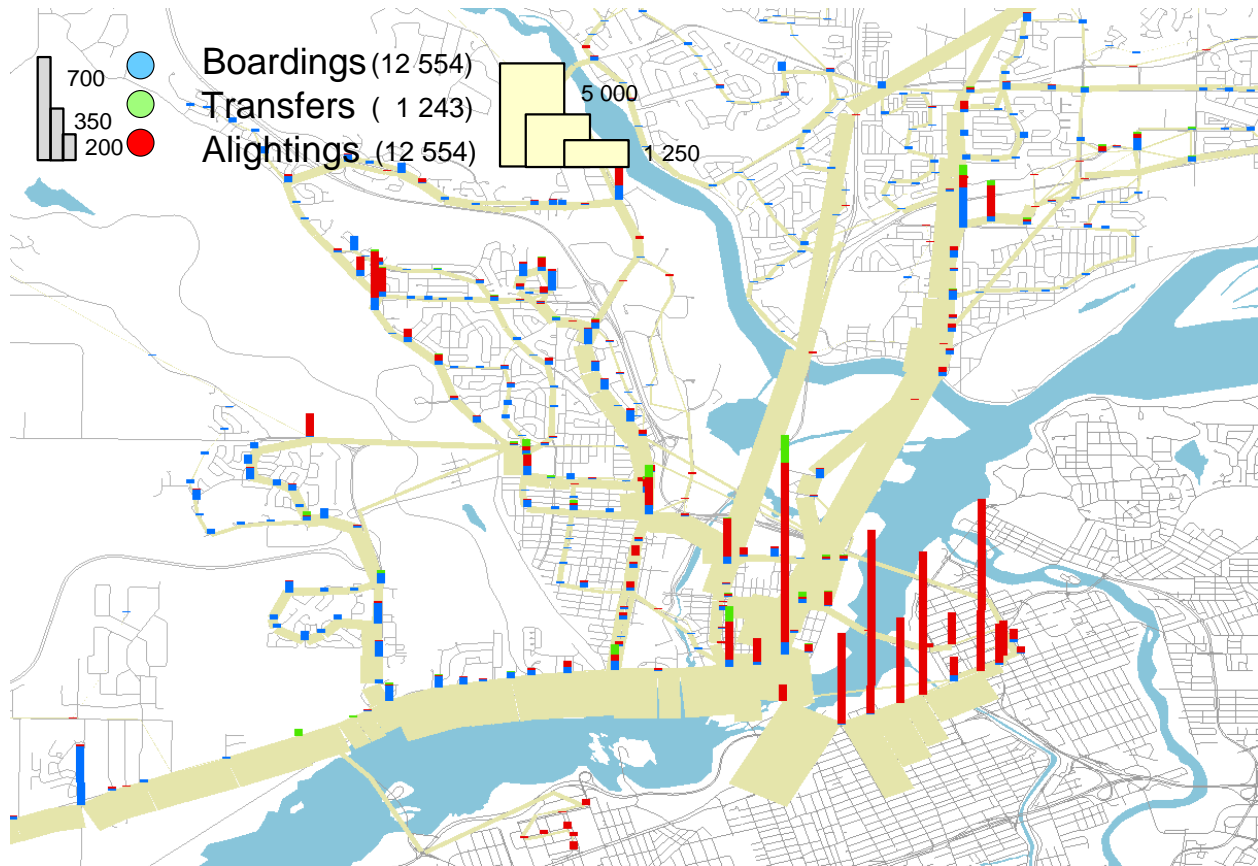 700
350
200
Boardings (12 554)
Transfers ( 1 243)
Alightings (12 554)
5 000
1 250